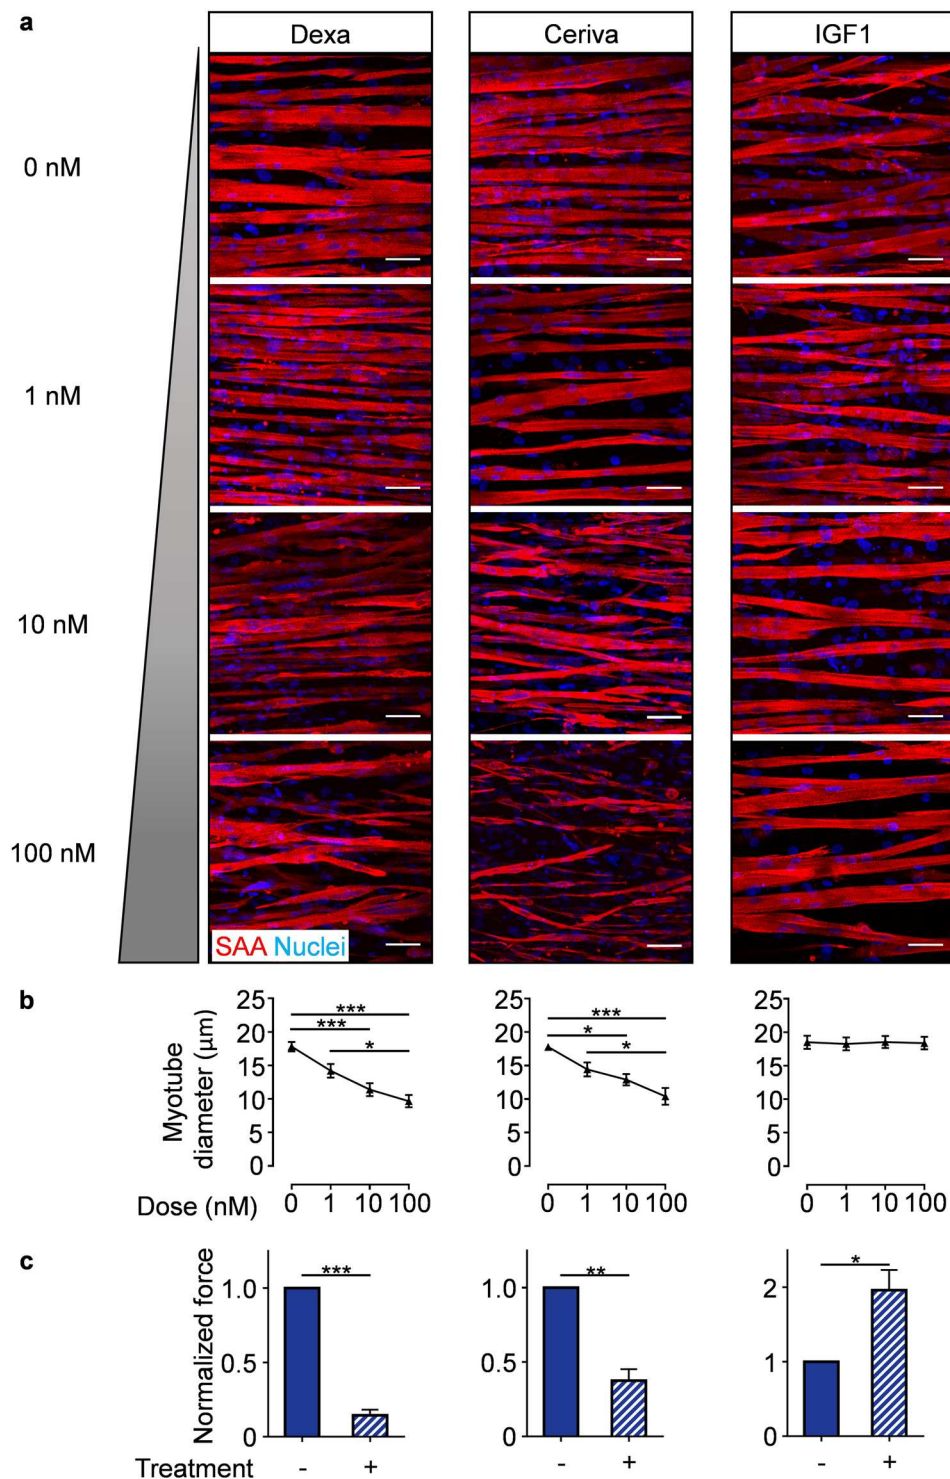 a
Dexa Ceriva IGF1
0 nM
1 nM
10 nM
100 nM
SAA Nuclei
b
Myotube diameter (μm)
25 25 25
*** *** ***
20 20 20
* *
15 * 15 * 15
10 10 10
5 5 5
0 0 0
Dose (nM) 0 1 10 100 0 1 10 100 0 1 10 100
c
Normalized force
*** ** *
1.0 1.0 2
0.5 0.5 1
0 0 0
Treatment - + - + - +